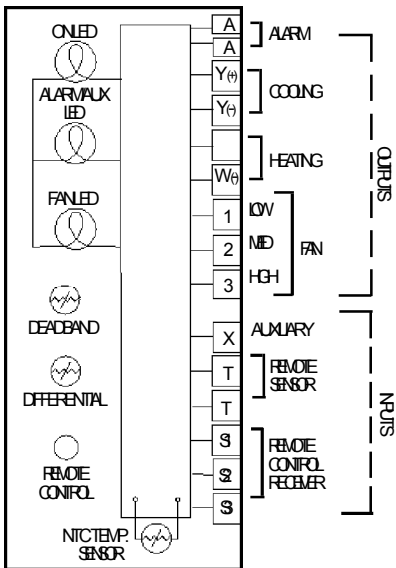 ON LED
ALARM/AUX
LED
FAN LED
DEADBAND
DIFFERENTIAL
REMOTE
CONTROL
NTC TEMP.
SENSOR
A
A
ALARM
Y(+)
Y(-)
COOLING
W(-)
HEATING
1 LOW
2 MED
3 HIGH
FAN
OUTPUTS
X AUXILIARY
T
T
REMOTE
SENSOR
S1
S2
S3
REMOTE
CONTROL
RECEIVER
INPUTS